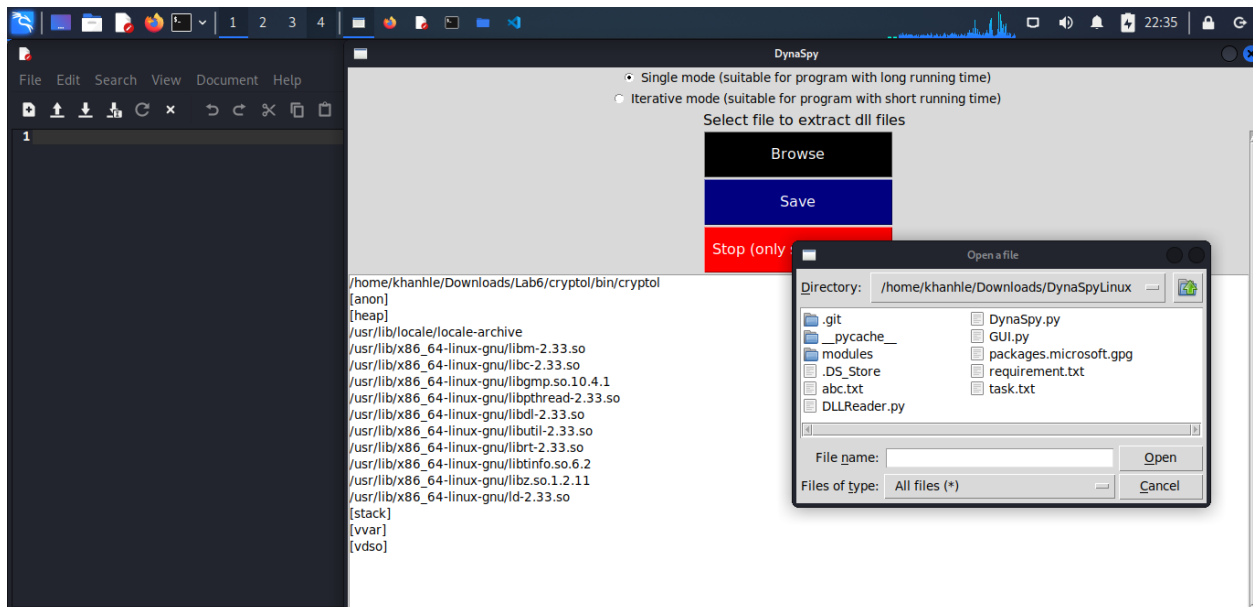 1 2 3 4
22:35
File Edit Search View Document Help
1
DynaSpy
Single mode (suitable for program with long running time)
Iterative mode (suitable for program with short running time)
Select file to extract dll files
Browse
Save
Stop (only
/home/khanhle/Downloads/Lab6/cryptol/bin/cryptol
[anon]
[heap]
/usr/lib/locale/locale-archive
/usr/lib/x86_64-linux-gnu/libm-2.33.so
/usr/lib/x86_64-linux-gnu/libc-2.33.so
/usr/lib/x86_64-linux-gnu/libgmp.so.10.4.1
/usr/lib/x86_64-linux-gnu/libpthread-2.33.so
/usr/lib/x86_64-linux-gnu/libdl-2.33.so
/usr/lib/x86_64-linux-gnu/libutil-2.33.so
/usr/lib/x86_64-linux-gnu/librt-2.33.so
/usr/lib/x86_64-linux-gnu/libtinfo.so.6.2
/usr/lib/x86_64-linux-gnu/libz.so.1.2.11
/usr/lib/x86_64-linux-gnu/ld-2.33.so
[stack]
[vvar]
[vdso]
Open a file
Directory: /home/khanhle/Downloads/DynaSpyLinux
.git
__pycache__
modules
.DS_Store
abc.txt
DLLReader.py
DynaSpy.py
GUI.py
packages.microsoft.gpg
requirement.txt
task.txt
File name:
Open
Files of type: All files (*)
Cancel